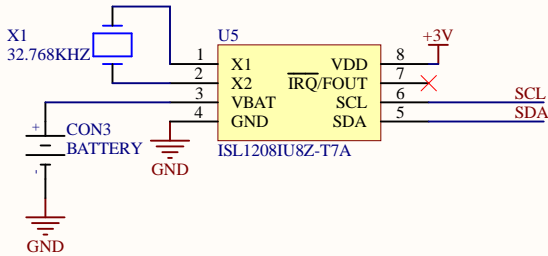 X1
32.768KHZ
U5
+3V
1 X1 VDD 8
2 X2 IRQ/FOUT 7
3 VBAT SCL 6 SCL
4 GND SDA 5 SDA
ISL1208IU8Z-T7A
GND
+
CON3
BATTERY
-
GND